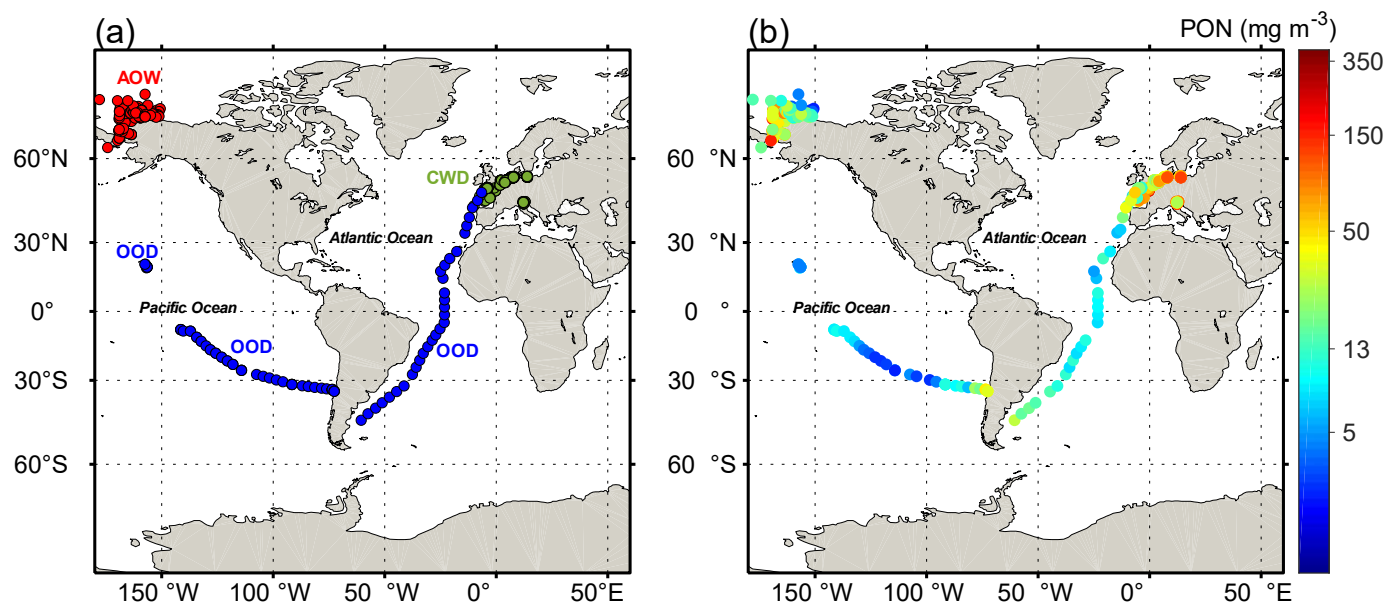 (a)
AOW
CWD
OOD
Atlantic Ocean
Pacific Ocean
OOD
OOD
60°N
30°N
0°
30°S
60°S
150°W
100°W
50°W
0°
50°E
(b)
PON (mg m-3)
350
150
50
13
5
Atlantic Ocean
Pacific Ocean
60 °N
30°N
0 °
30°S
60 °S
150°W
100°W
50°W
0°
50°E